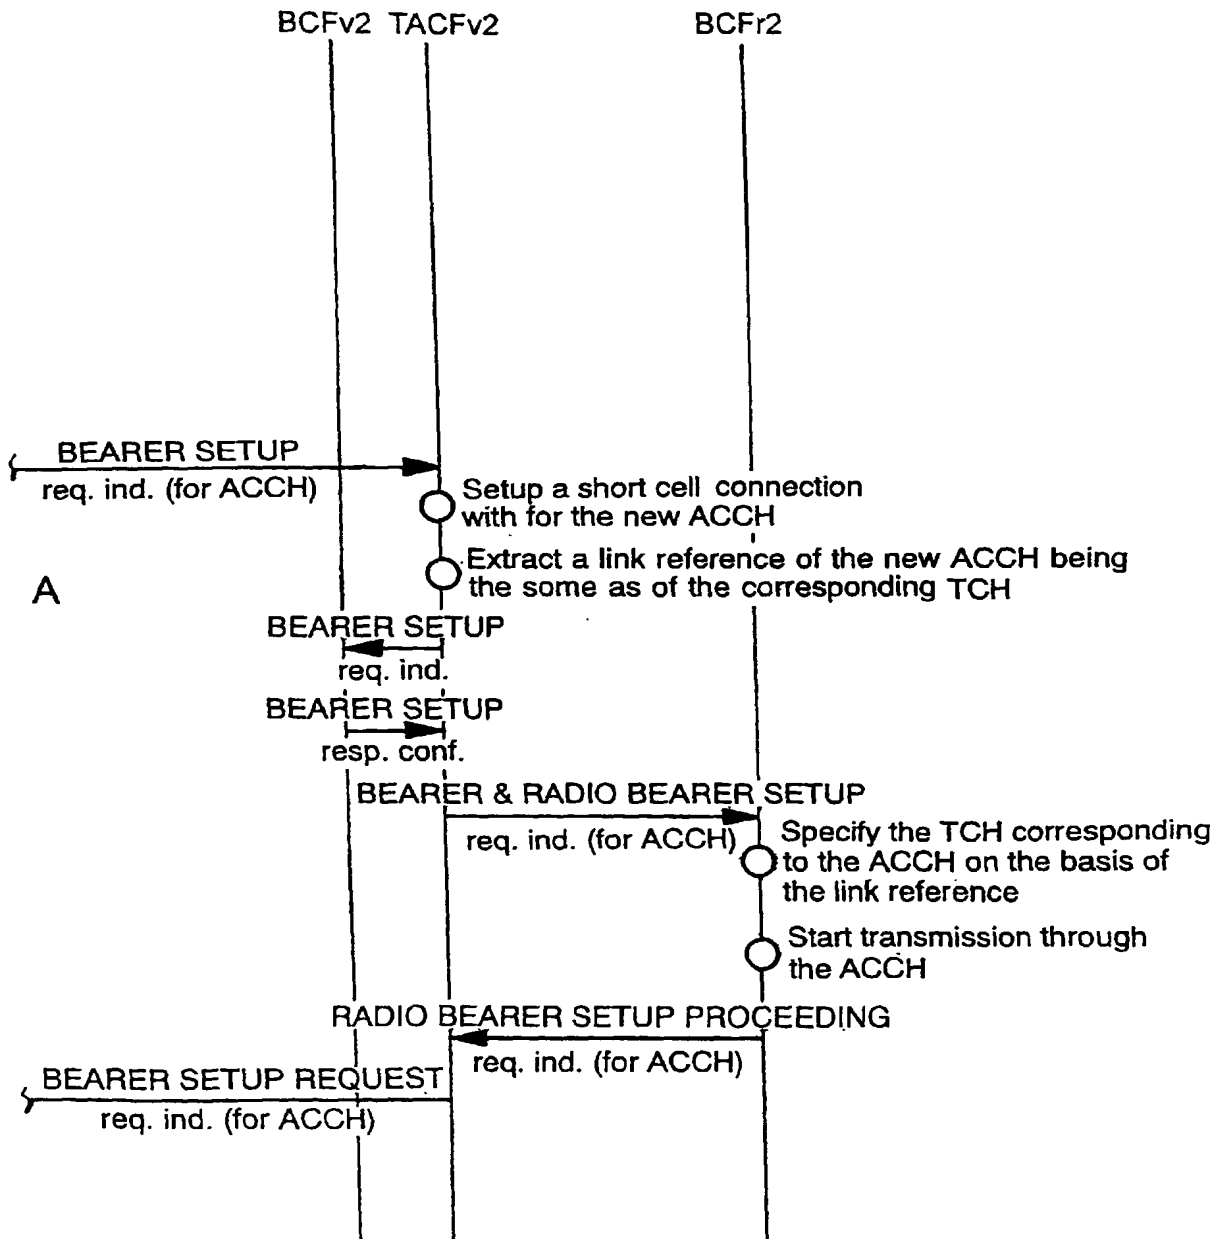 BCFv2 TACFv2 BCFr2
BEARER SETUP
req. ind. (for ACCH)
Setup a short cell connection
with for the new ACCH
Extract a link reference of the new ACCH being
the some as of the corresponding TCH
A
BEARER SETUP
req. ind.
BEARER SETUP
resp. conf.
BEARER & RADIO BEARER SETUP
req. ind. (for ACCH)
Specify the TCH corresponding
to the ACCH on the basis of
the link reference
Start transmission through
the ACCH
RADIO BEARER SETUP PROCEEDING
req. ind. (for ACCH)
BEARER SETUP REQUEST
req. ind. (for ACCH)